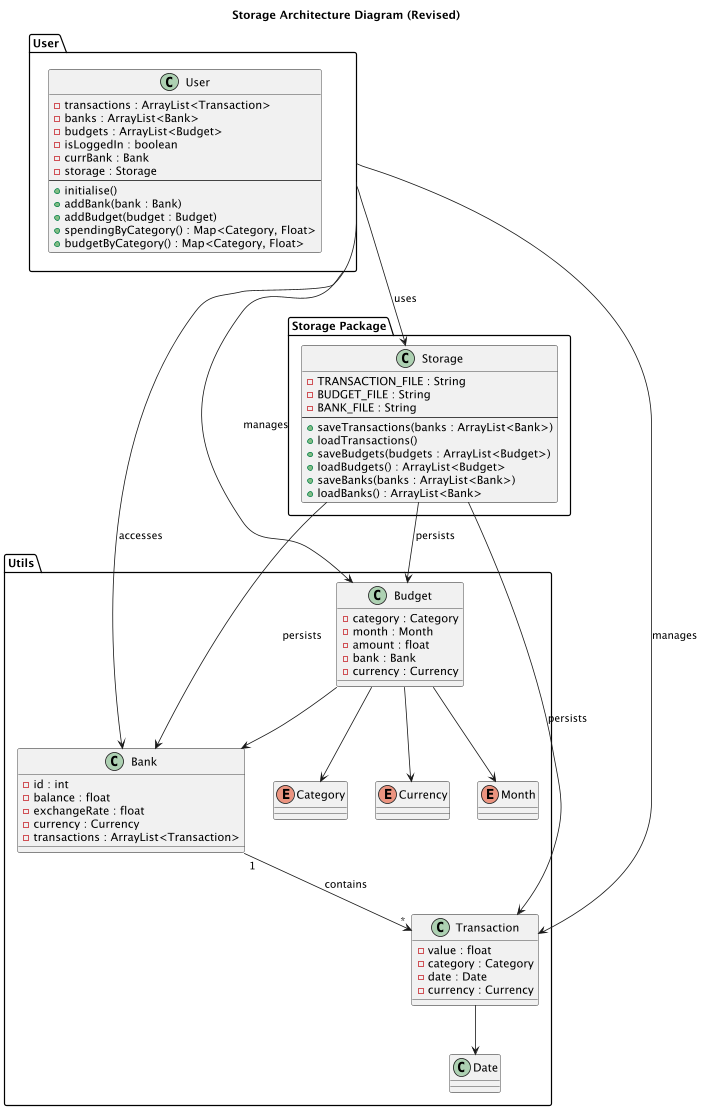 Storage Architecture Diagram (Revised)
User
C User
- transactions : ArrayList<Transaction>
- banks : ArrayList<Bank>
- budgets : ArrayList<Budget>
- isLoggedIn : boolean
- currBank : Bank
- storage : Storage
initialise()
addBank(bank : Bank)
addBudget(budget : Budget)
spendingByCategory() : Map<Category, Float>
budgetByCategory() : Map<Category, Float>
uses
Storage Package
C Storage
TRANSACTION_FILE : String
BUDGET_FILE : String
BANK_FILE : String
saveTransactions(banks : ArrayList<Bank>)
loadTransactions()
saveBudgets(budgets : ArrayList<Budget>)
loadBudgets() : ArrayList<Budget>
saveBanks(banks : ArrayList<Bank>)
loadBanks() : ArrayList<Bank>
manages
accesses
persists
Utils
C Budget
category : Category
month : Month
amount : float
bank : Bank
currency : Currency
persists
manages
persists
C Bank
id : int
balance : float
exchangeRate : float
currency : Currency
transactions : ArrayList<Transaction>
E Category
E Currency
E Month
1
contains
*
C Transaction
value : float
category : Category
date : Date
currency : Currency
C Date